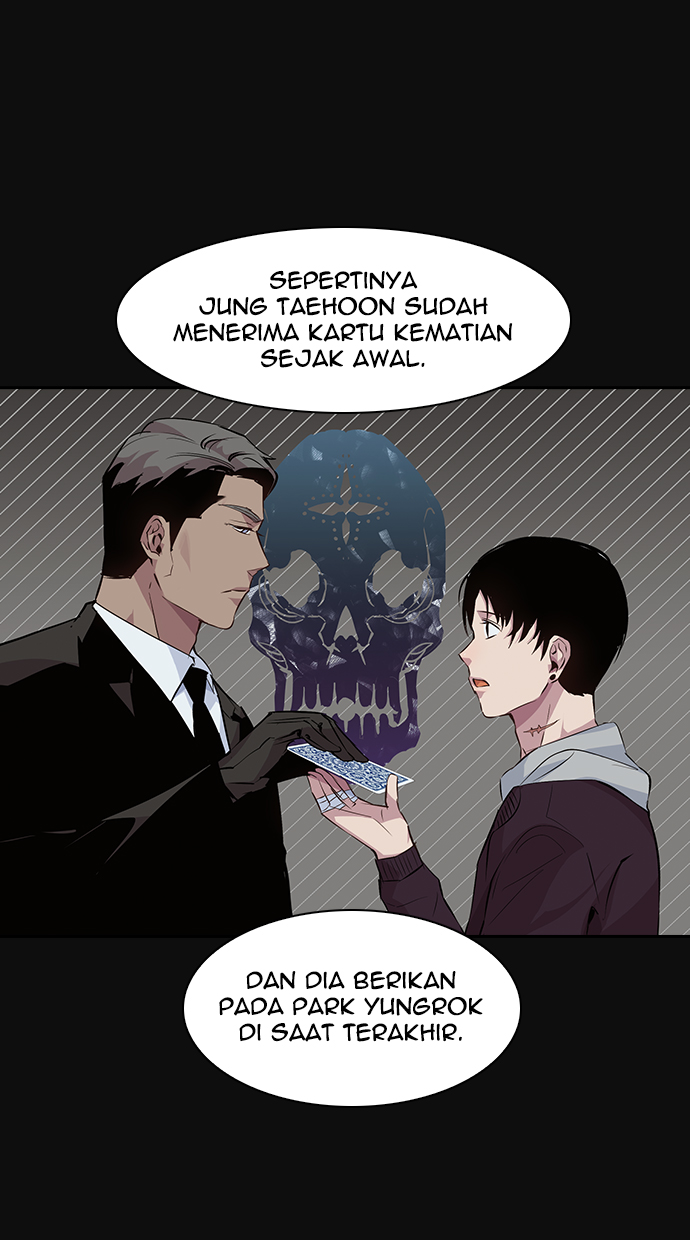 SEPERTINYA
JUNG TAEHOON SUDAH
MENERIMA KARTU KEMATIAN
SEJAK AWAL.
DAN DIA BERIKAN
PADA PARK YUNGROK
DI SAAT TERAKHIR.